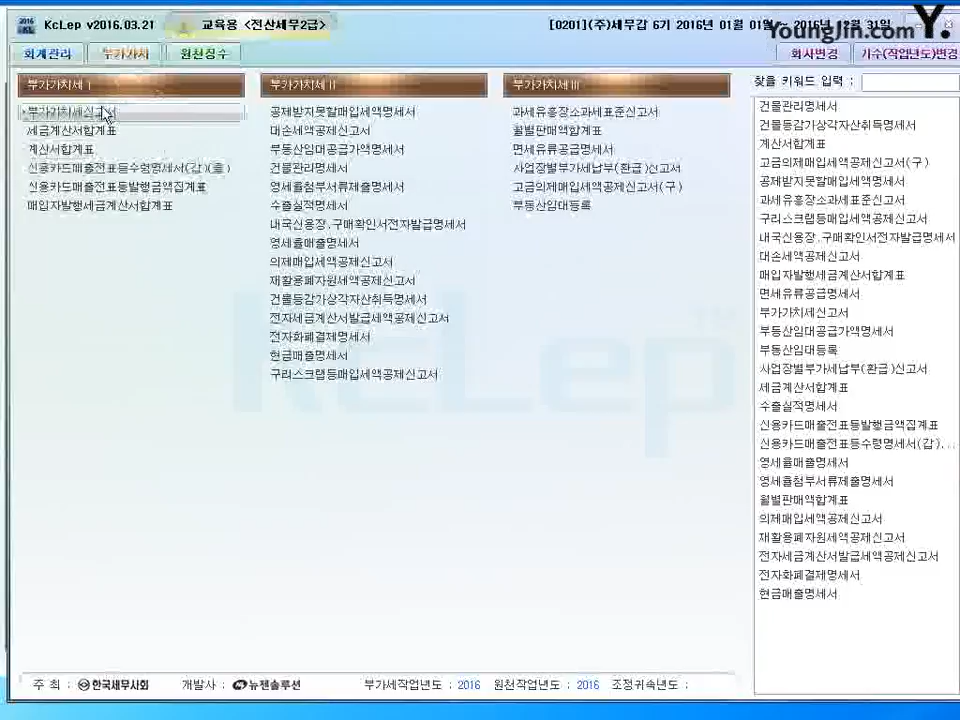 KcLep v2016.03.21 교육용 <전산세무2급> [0201](주)세무갑 6기 2016년 01월 01일 ~ 2016년 12월 31일
YoungJin.com Y.
회계관리 부가가치 원천징수 회사변경 기수(작업년도)변경
부가가치세 I
부가가치세신고서
세금계산서합계표
계산서합계표
신용카드매출전표등수령명세서(갑)(을)
신용카드매출전표등발행금액집계표
매입자발행세금계산서합계표
부가가치세 II
공제받지못할매입세액명세서
대손세액공제신고서
부동산임대공급가액명세서
건물관리명세서
영세율첨부서류제출명세서
수출실적명세서
내국신용장.구매확인서전자발급명세서
영세율매출명세서
의제매입세액공제신고서
재활용폐자원세액공제신고서
건물등감가상각자산취득명세서
전자세금계산서발급세액공제신고서
전자화폐결제명세서
현금매출명세서
구리스크랩등매입세액공제신고서
부가가치세 III
과세유흥장소과세표준신고서
월별판매액합계표
면세유류공급명세서
사업장별부가세납부(환급)신고서
고금의제매입세액공제신고서(구)
부동산임대등록
찾을 키워드 입력 :
건물관리명세서
건물등감가상각자산취득명세서
계산서합계표
고금의제매입세액공제신고서(구)
공제받지못할매입세액명세서
과세유흥장소과세표준신고서
구리스크랩등매입세액공제신고서
내국신용장.구매확인서전자발급명세서
대손세액공제신고서
매입자발행세금계산서합계표
면세유류공급명세서
부가가치세신고서
부동산임대공급가액명세서
부동산임대등록
사업장별부가세납부(환급)신고서
세금계산서합계표
수출실적명세서
신용카드매출전표등발행금액집계표
신용카드매출전표등수령명세서(갑)...
영세율매출명세서
영세율첨부서류제출명세서
월별판매액합계표
의제매입세액공제신고서
재활용폐자원세액공제신고서
전자세금계산서발급세액공제신고서
전자화폐결제명세서
현금매출명세서
KcLep
주 최 : 한국세무사회 개발사 : 뉴젠솔루션 부가세작업년도 : 2016 원천작업년도 : 2016 조정귀속년도 :